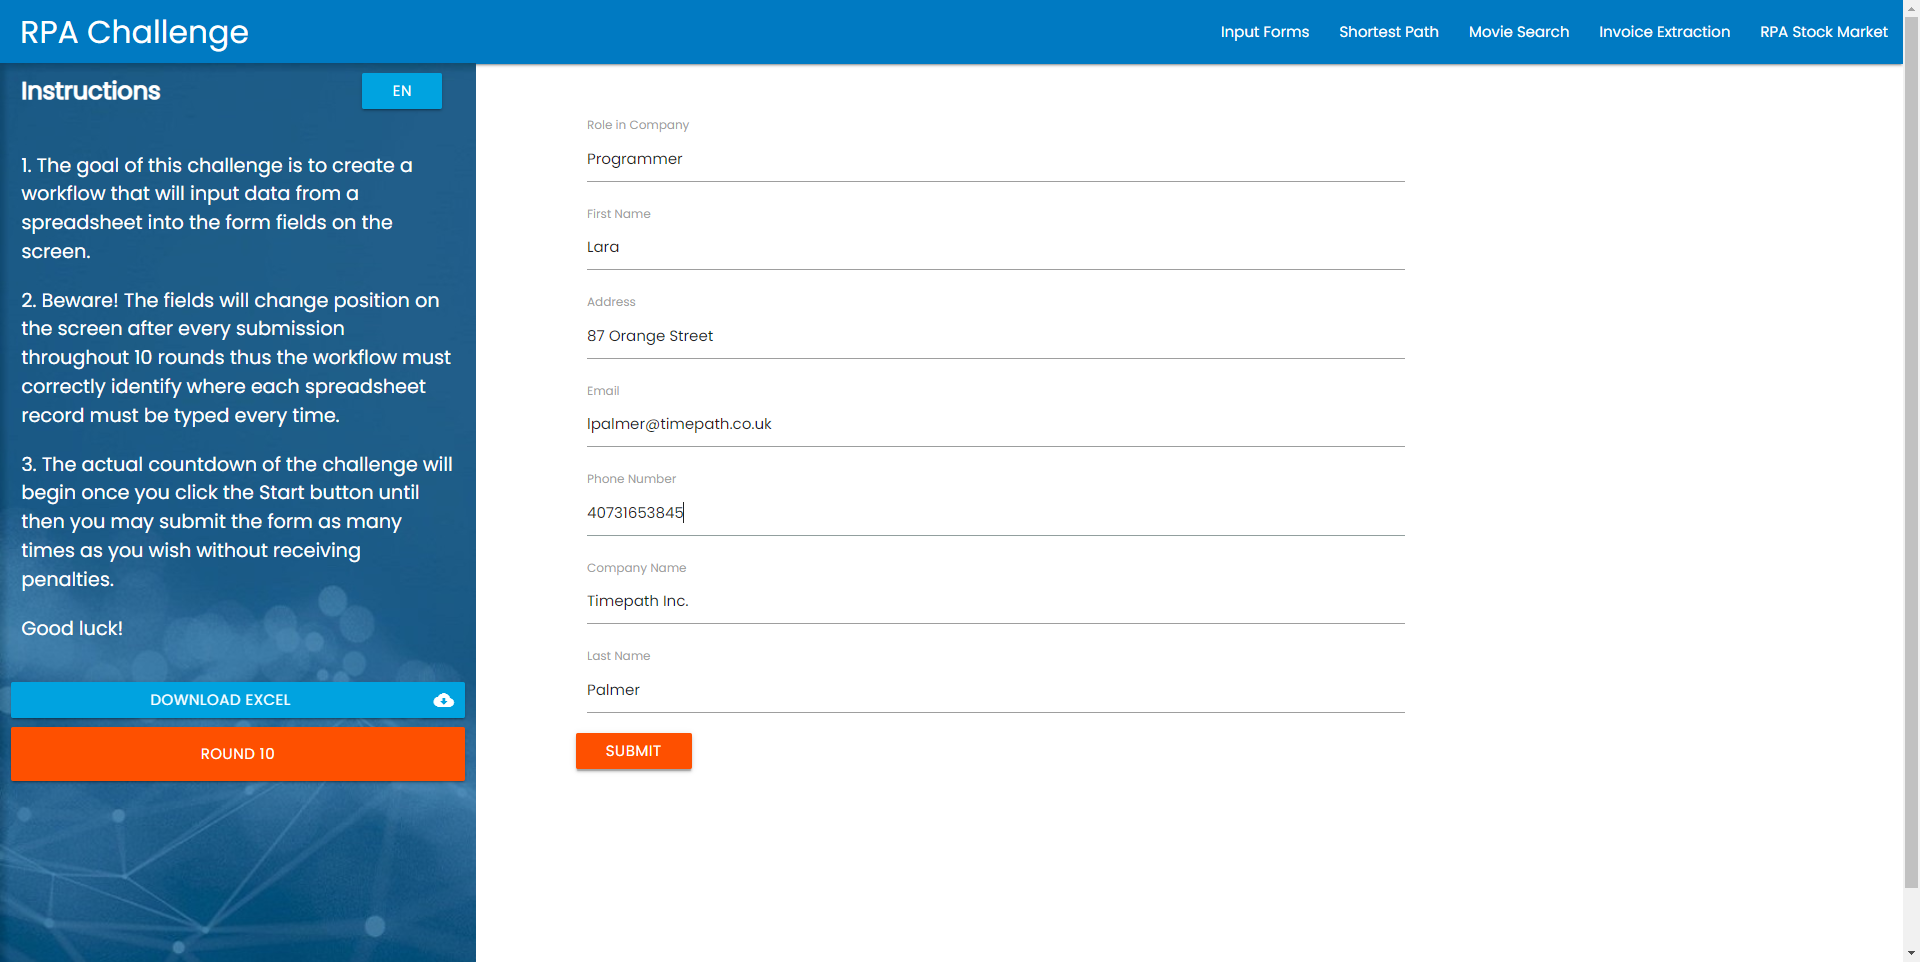 RPA Challenge
Input Forms
Shortest Path
Movie Search
Invoice Extraction
RPA Stock Market
Instructions
EN
1. The goal of this challenge is to create a
workflow that will input data from a
spreadsheet into the form fields on the
screen.
2. Beware! The fields will change position on
the screen after every submission
throughout 10 rounds thus the workflow must
correctly identify where each spreadsheet
record must be typed every time.
3. The actual countdown of the challenge will
begin once you click the Start button until
then you may submit the form as many
times as you wish without receiving
penalties.
Good luck!
DOWNLOAD EXCEL
ROUND 10
Role in Company
Programmer
First Name
Lara
Address
87 Orange Street
Email
lpalmer@timepath.co.uk
Phone Number
40731653845
Company Name
Timepath Inc.
Last Name
Palmer
SUBMIT